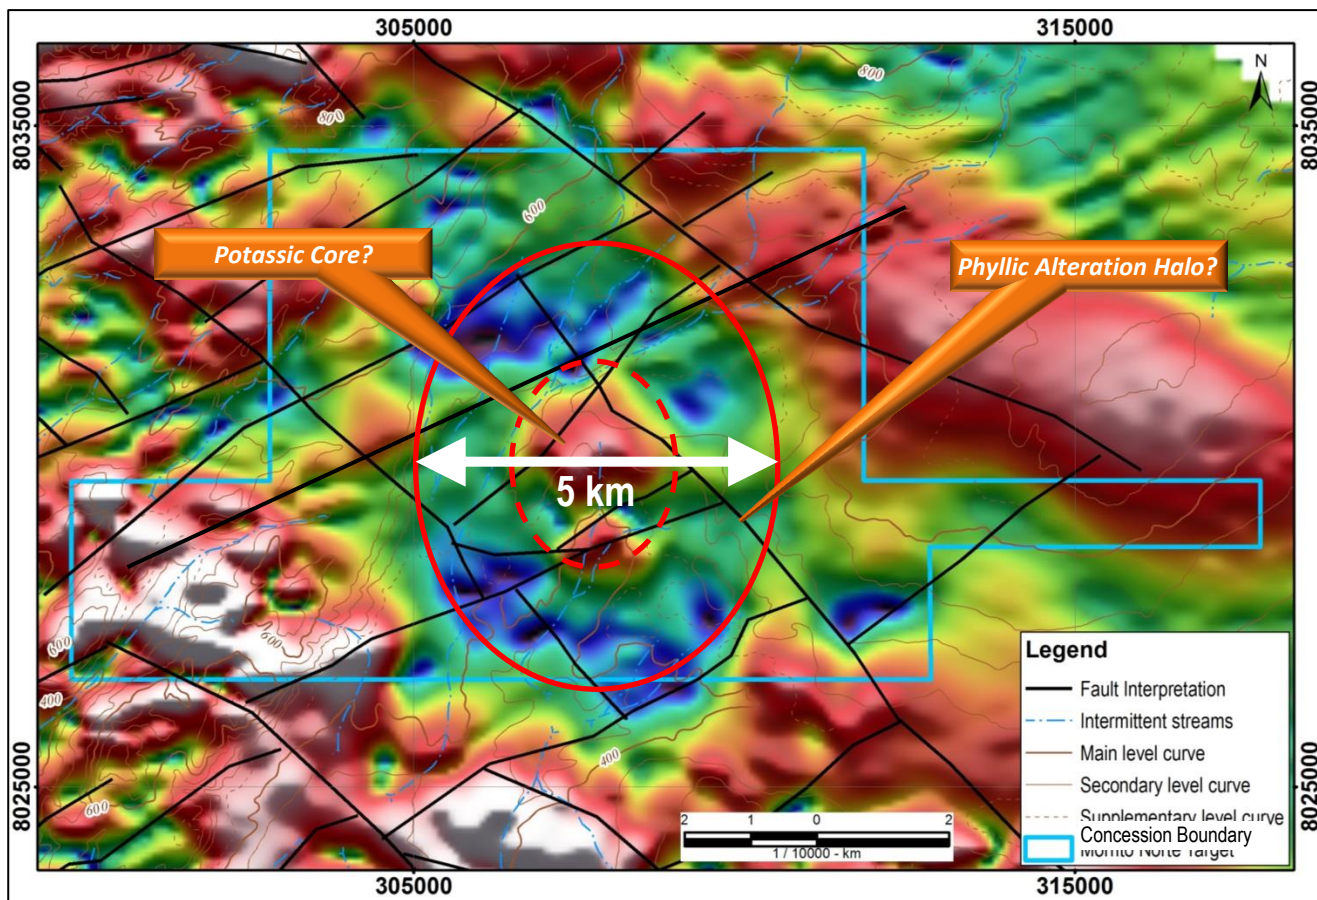 305000
315000
N
8035000
8035000
800
800
600
Potassic Core?
Phyllic Alteration Halo?
5 km
600
600
400
400
600
8025000
8025000
Legend
Fault Interpretation
Intermittent streams
Main level curve
Secondary level curve
Supplementary level curve
Concession Boundary
Norte Target
2 1 0 2
1 / 10000 - km
305000
315000